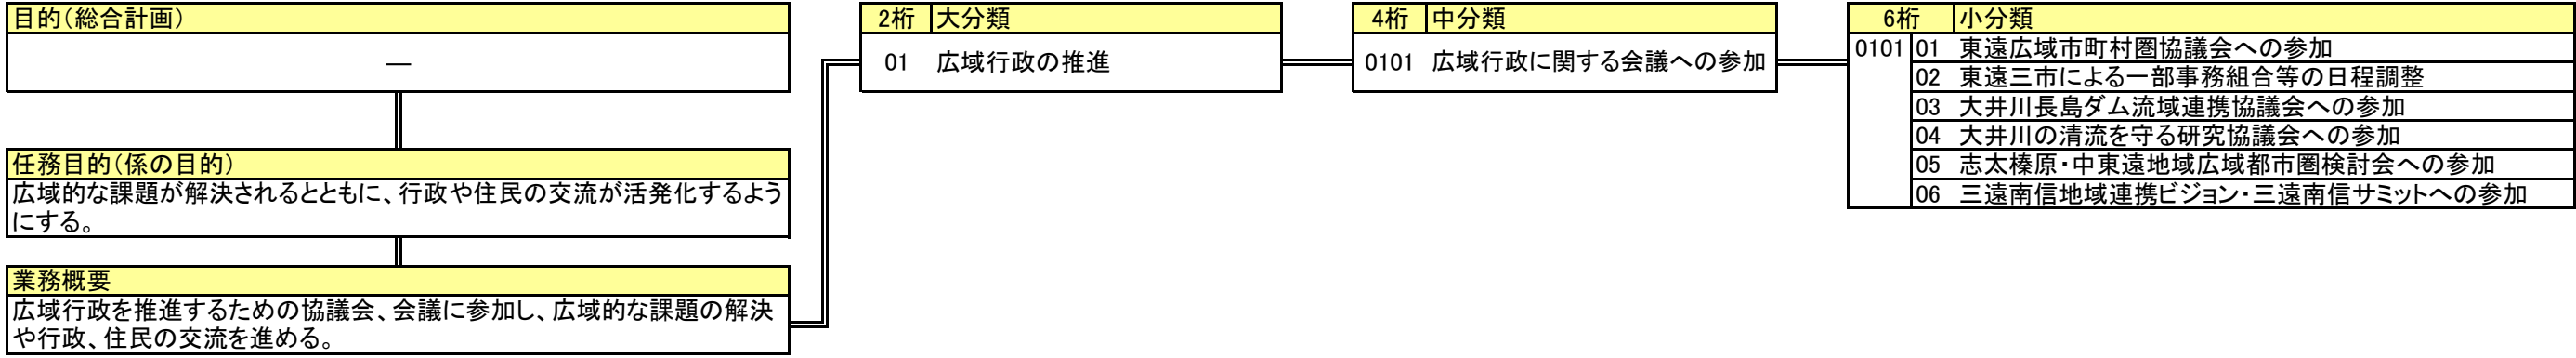 目的(総合計画)
―
任務目的(係の目的)
広域的な課題が解決されるとともに、行政や住民の交流が活発化するよう
にする。
業務概要
広域行政を推進するための協議会、会議に参加し、広域的な課題の解決
や行政、住民の交流を進める。
2桁 大分類
01 広域行政の推進
4桁 中分類
0101 広域行政に関する会議への参加
6桁 小分類
0101 01 東遠広域市町村圏協議会への参加
02 東遠三市による一部事務組合等の日程調整
03 大井川長島ダム流域連携協議会への参加
04 大井川の清流を守る研究協議会への参加
05 志太榛原・中東遠地域広域都市圏検討会への参加
06 三遠南信地域連携ビジョン・三遠南信サミットへの参加